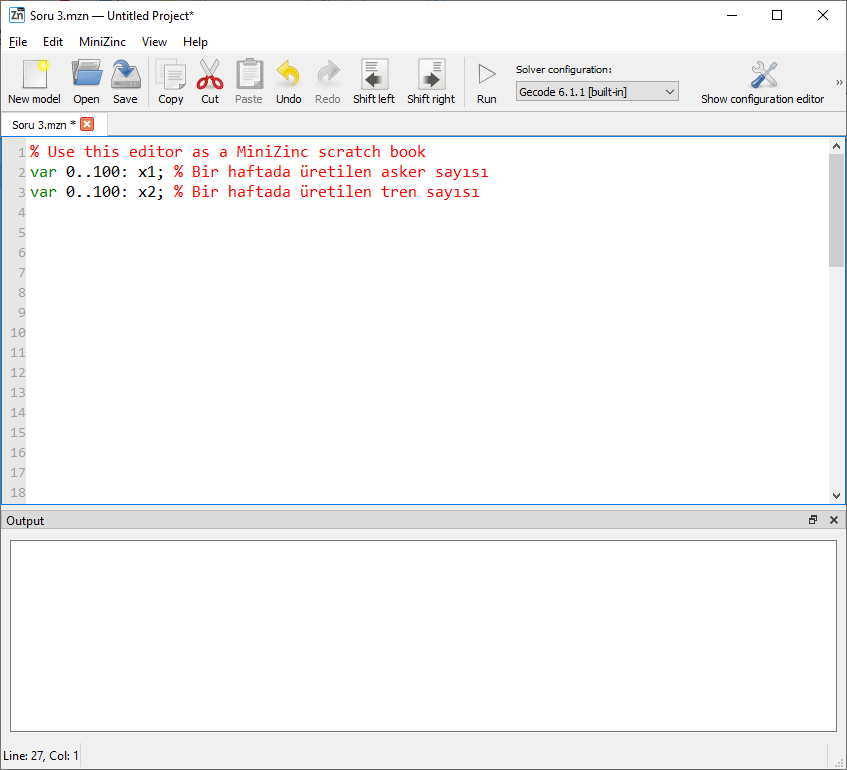 Soru 3.mzn — Untitled Project*
File Edit MiniZinc View Help
New model Open Save Copy Cut Paste Undo Redo Shift left Shift right Run Solver configuration: Gecode 6.1.1 [built-in] Show configuration editor »
Soru 3.mzn *
1 % Use this editor as a MiniZinc scratch book
2 var 0..100: x1; % Bir haftada üretilen asker sayısı
3 var 0..100: x2; % Bir haftada üretilen tren sayısı
4
5
6
7
8
9
10
11
12
13
14
15
16
17
18
Output
Line: 27, Col: 1